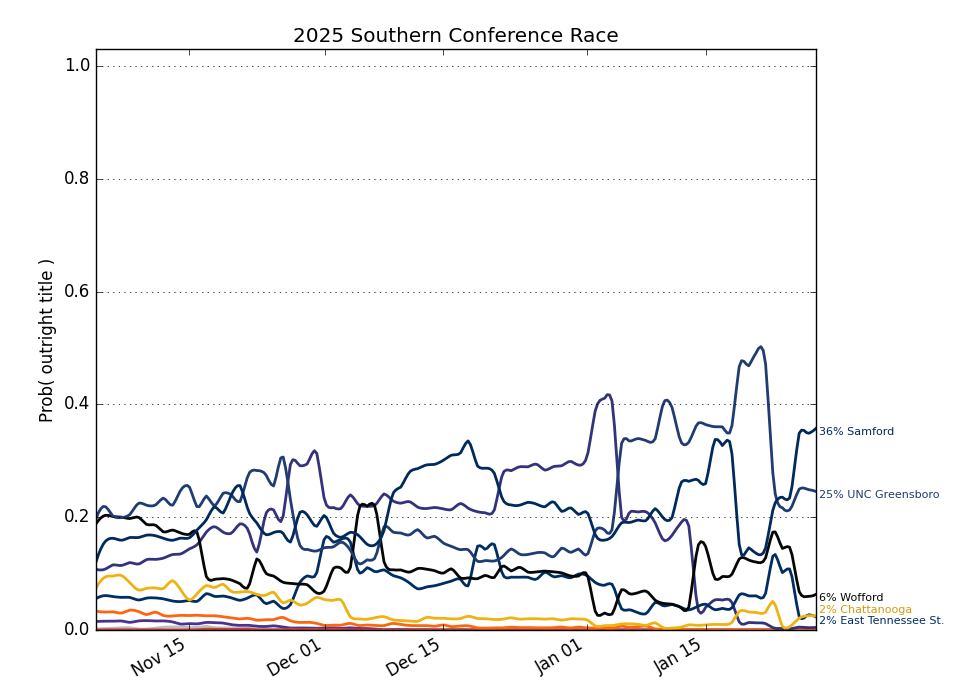 2025 Southern Conference Race
Prob( outright title )
1.0
0.8
0.6
0.4
0.2
0.0
Nov 15
Dec 01
Dec 15
Jan 01
Jan 15
36% Samford
25% UNC Greensboro
6% Wofford
2% Chattanooga
2% East Tennessee St.